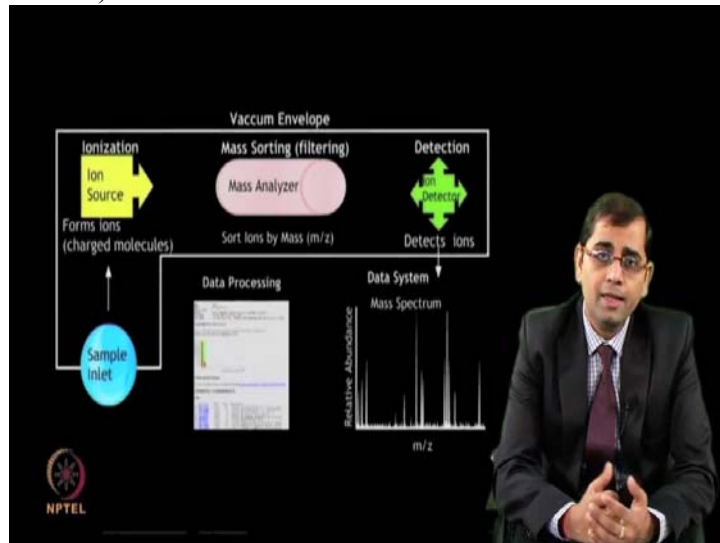 )
Vaccum Envelope
Ionization
Mass Sorting (filtering)
Detection
Ion
Source
Mass Analyzer
Ion
Detector
Forms ions
(charged molecules)
Sort Ions by Mass (m/z)
Detects ions
Data Processing
Data System
Mass Spectrum
Sample
Inlet
Relative Abundance
m/z
NPTEL